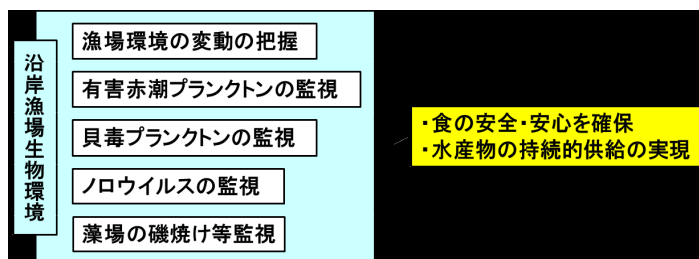 沿岸漁場生物環境
漁場環境の変動の把握
有害赤潮プランクトンの監視
貝毒プランクトンの監視
ノロウイルスの監視
藻場の磯焼け等監視
・食の安全・安心を確保
・水産物の持続的供給の実現